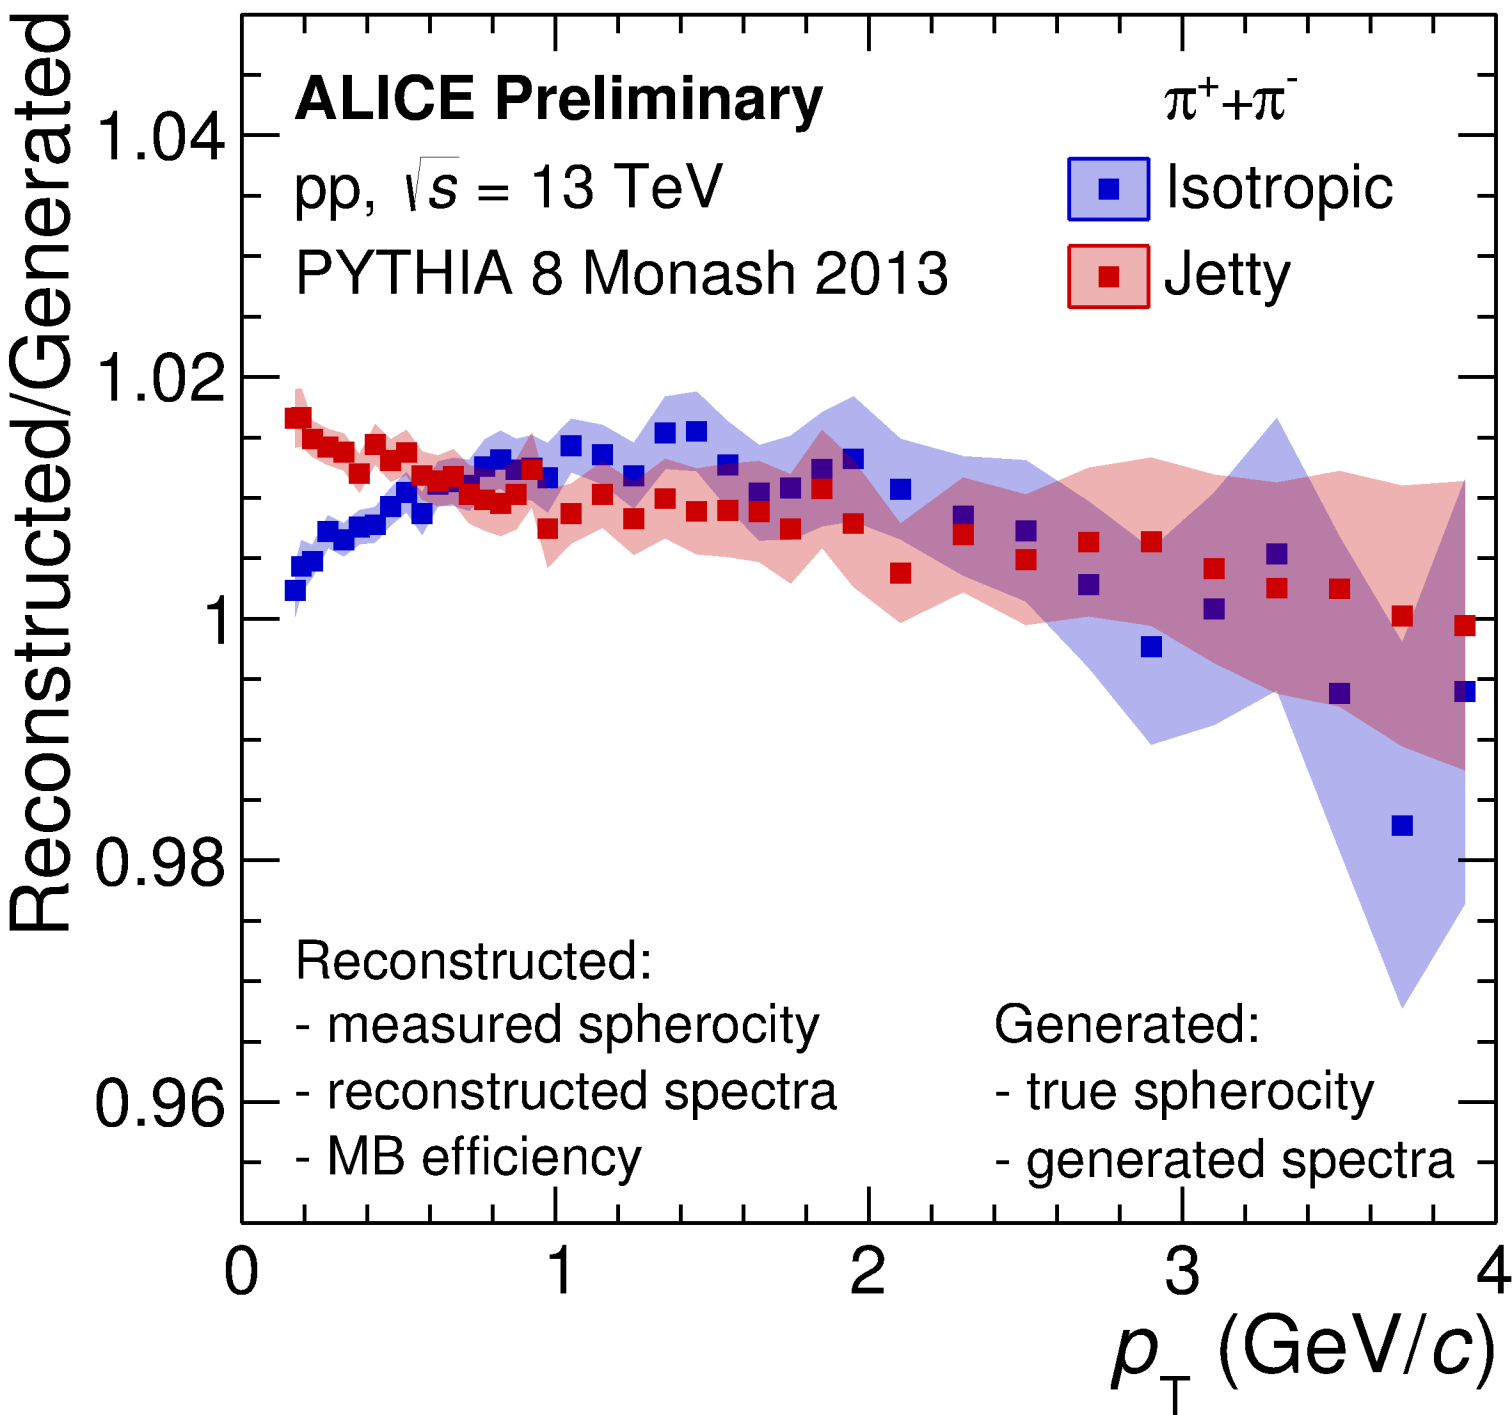 Reconstructed/Generated
1.04
1.02
1
0.98
0.96
ALICE Preliminary
pp, √s = 13 TeV
PYTHIA 8 Monash 2013
π⁺+π⁻
Isotropic
Jetty
Reconstructed:
- measured spherocity
- reconstructed spectra
- MB efficiency
Generated:
- true spherocity
- generated spectra
0 1 2 3 4
p_T (GeV/c)